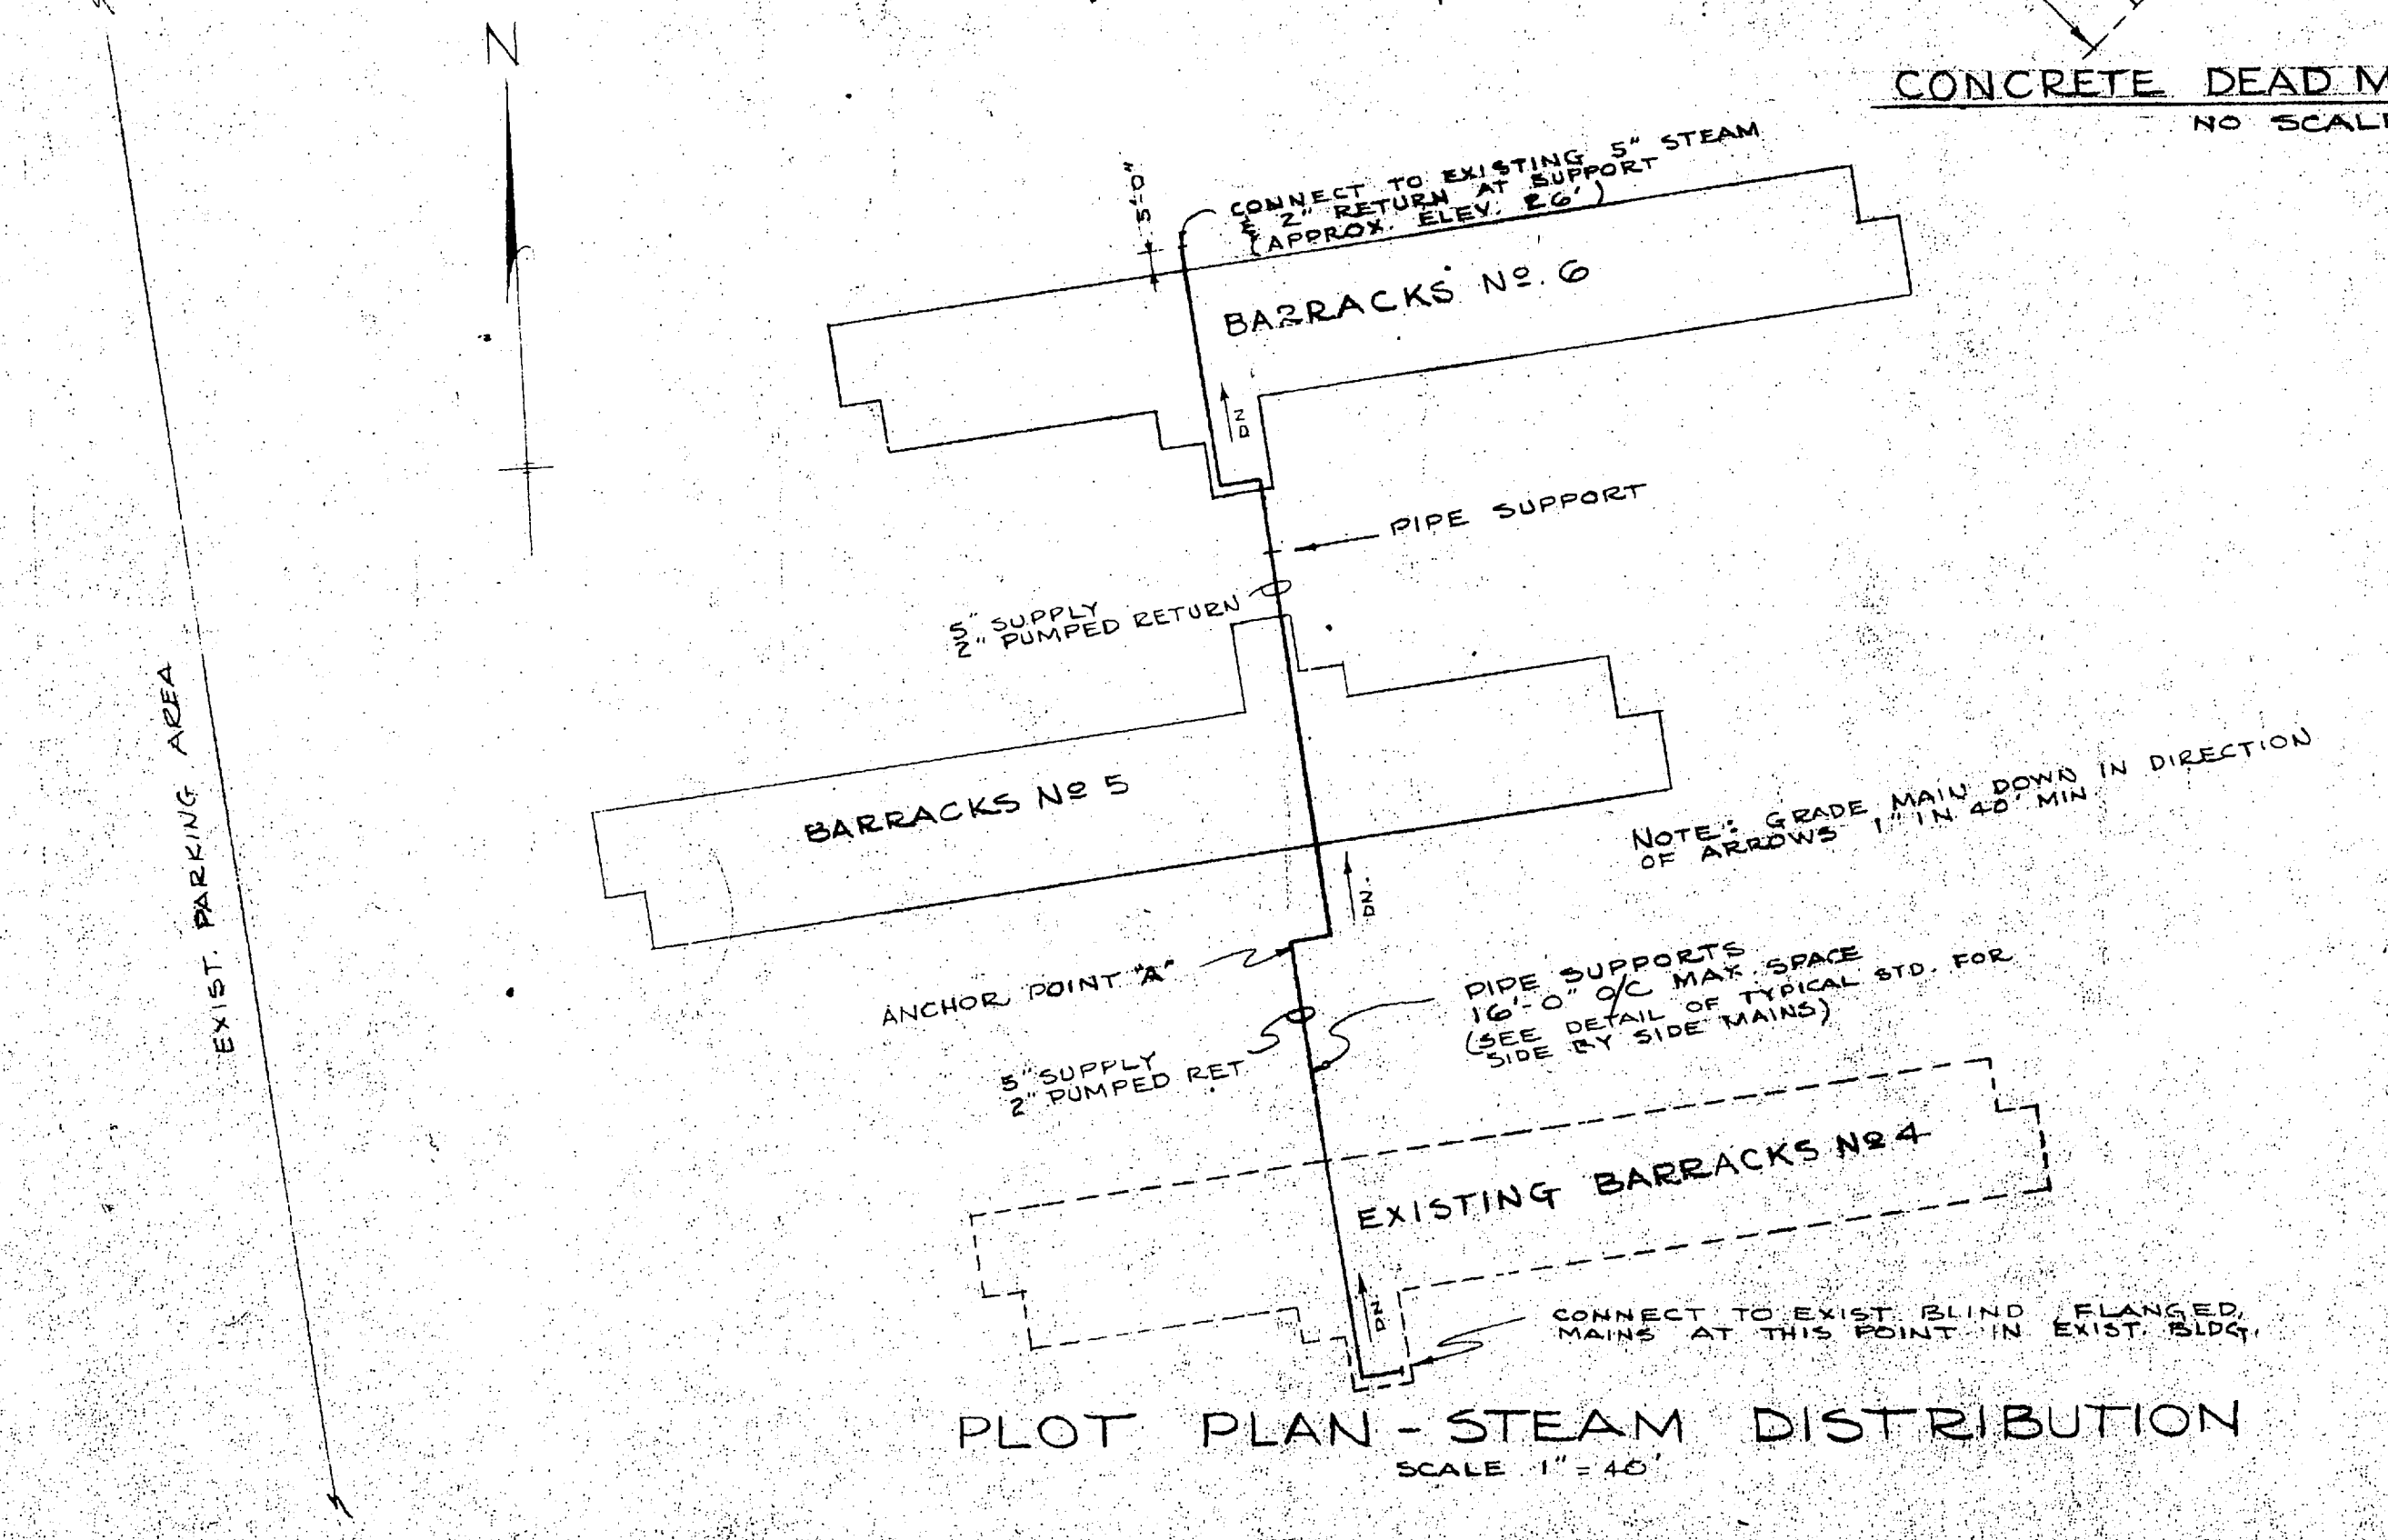 N
CONCRETE DEAD M
NO SCALE
5'-0"
CONNECT TO EXISTING 5" STEAM
& 2" RETURN AT SUPPORT
(APPROX. ELEV. 26')
BARRACKS Nº. 6
DN
PIPE SUPPORT
5" SUPPLY
2" PUMPED RETURN
EXIST. PARKING AREA
BARRACKS Nº 5
NOTE: GRADE MAIN DOWN IN DIRECTION
OF ARROWS 1" IN 40' MIN.
DN.
ANCHOR POINT "A"
PIPE SUPPORTS
16'-0" O/C MAX. SPACE
(SEE DETAIL OF TYPICAL STD. FOR
SIDE BY SIDE MAINS)
5" SUPPLY
2" PUMPED RET.
EXISTING BARRACKS Nº 4
DN.
CONNECT TO EXIST. BLIND FLANGED
MAINS AT THIS POINT IN EXIST. BLDG.
PLOT PLAN - STEAM DISTRIBUTION
SCALE 1" = 40'